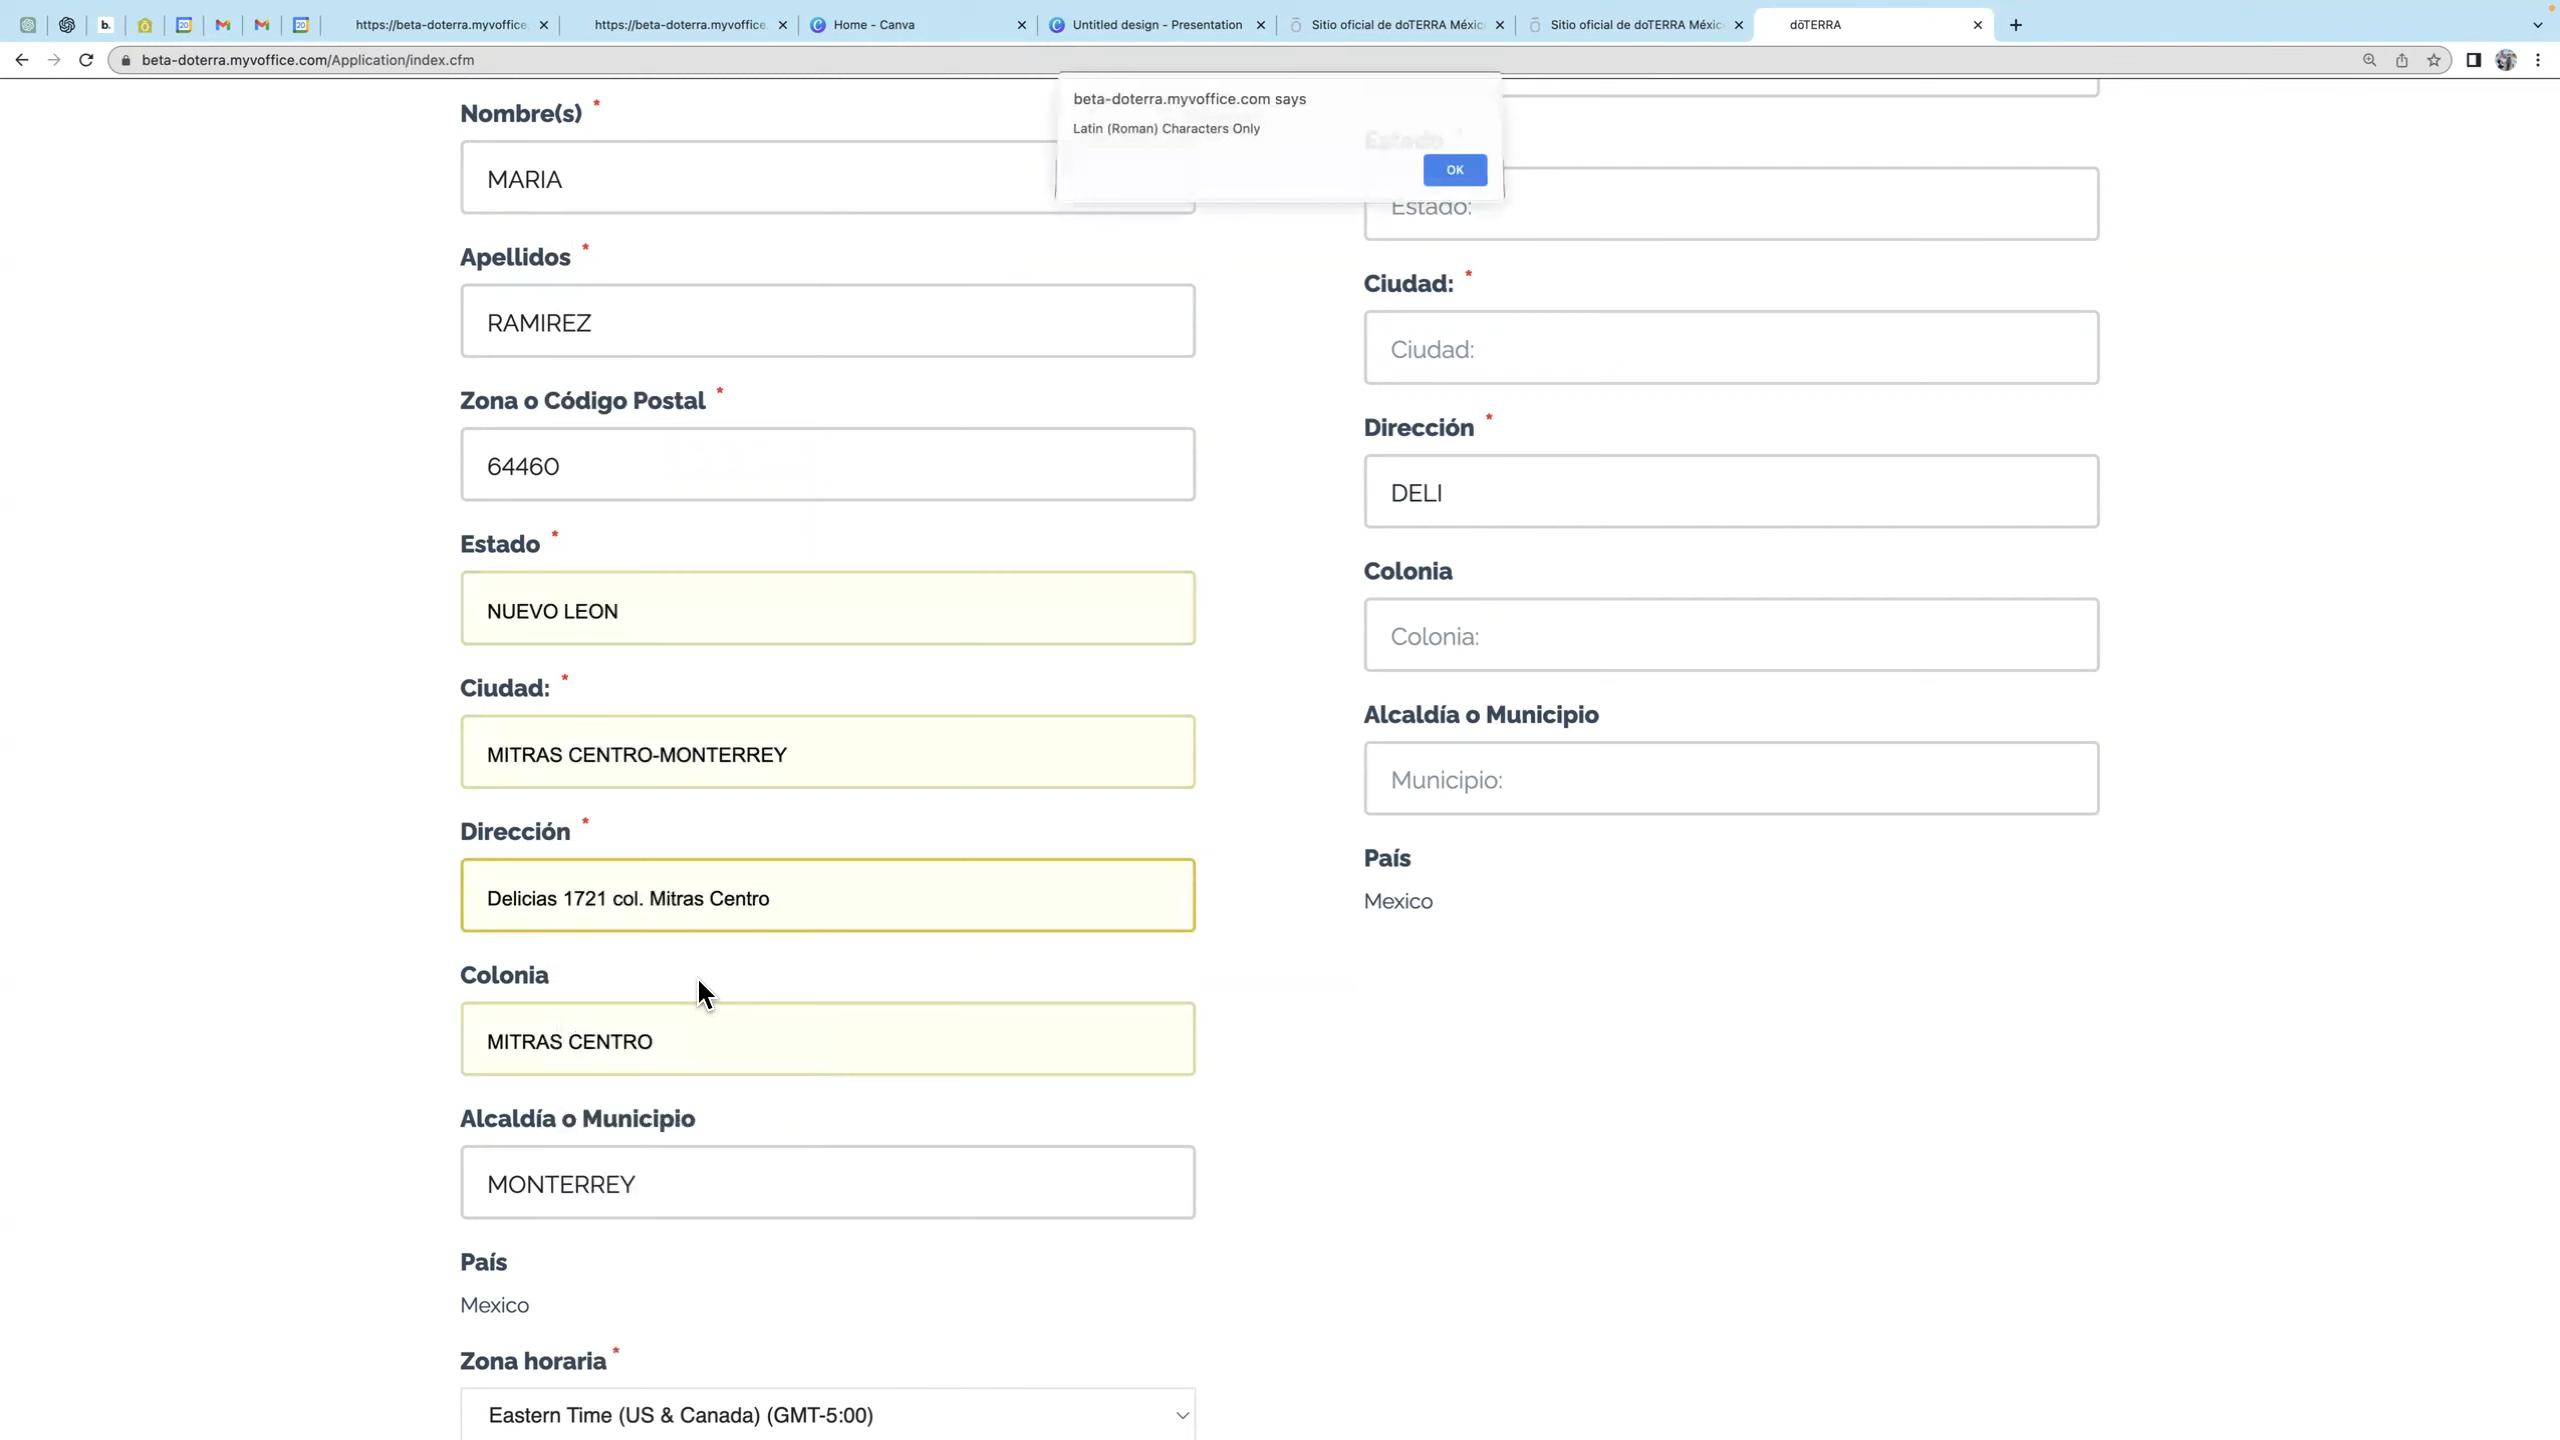 https://beta-doterra.myvoffice.
https://beta-doterra.myvoffice.
Home - Canva
Untitled design - Presentation
Sitio oficial de doTERRA Méxic
Sitio oficial de doTERRA Méxic
dōTERRA
beta-doterra.myvoffice.com/Application/index.cfm
beta-doterra.myvoffice.com says
Latin (Roman) Characters Only
OK
Nombre(s) *
MARIA
Apellidos *
RAMIREZ
Zona o Código Postal *
64460
Estado *
NUEVO LEON
Ciudad: *
MITRAS CENTRO-MONTERREY
Dirección *
Delicias 1721 col. Mitras Centro
Colonia
MITRAS CENTRO
Alcaldía o Municipio
MONTERREY
País
Mexico
Zona horaria *
Eastern Time (US & Canada) (GMT-5:00)
Estado *
Estado:
Ciudad: *
Ciudad:
Dirección *
DELI
Colonia
Colonia:
Alcaldía o Municipio
Municipio:
País
Mexico